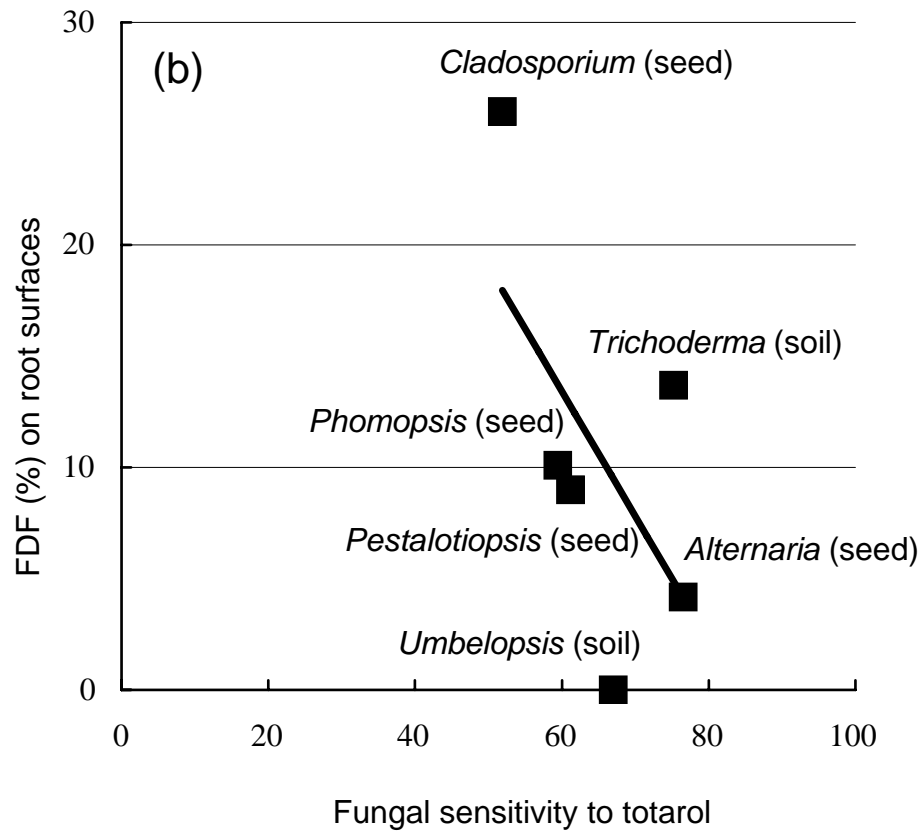 30
(b)
Cladosporium (seed)
20
Trichoderma (soil)
Phomopsis (seed)
10
Pestalotiopsis (seed)
Alternaria (seed)
Umbelopsis (soil)
0
0 20 40 60 80 100
Fungal sensitivity to totarol
FDF (%) on root surfaces